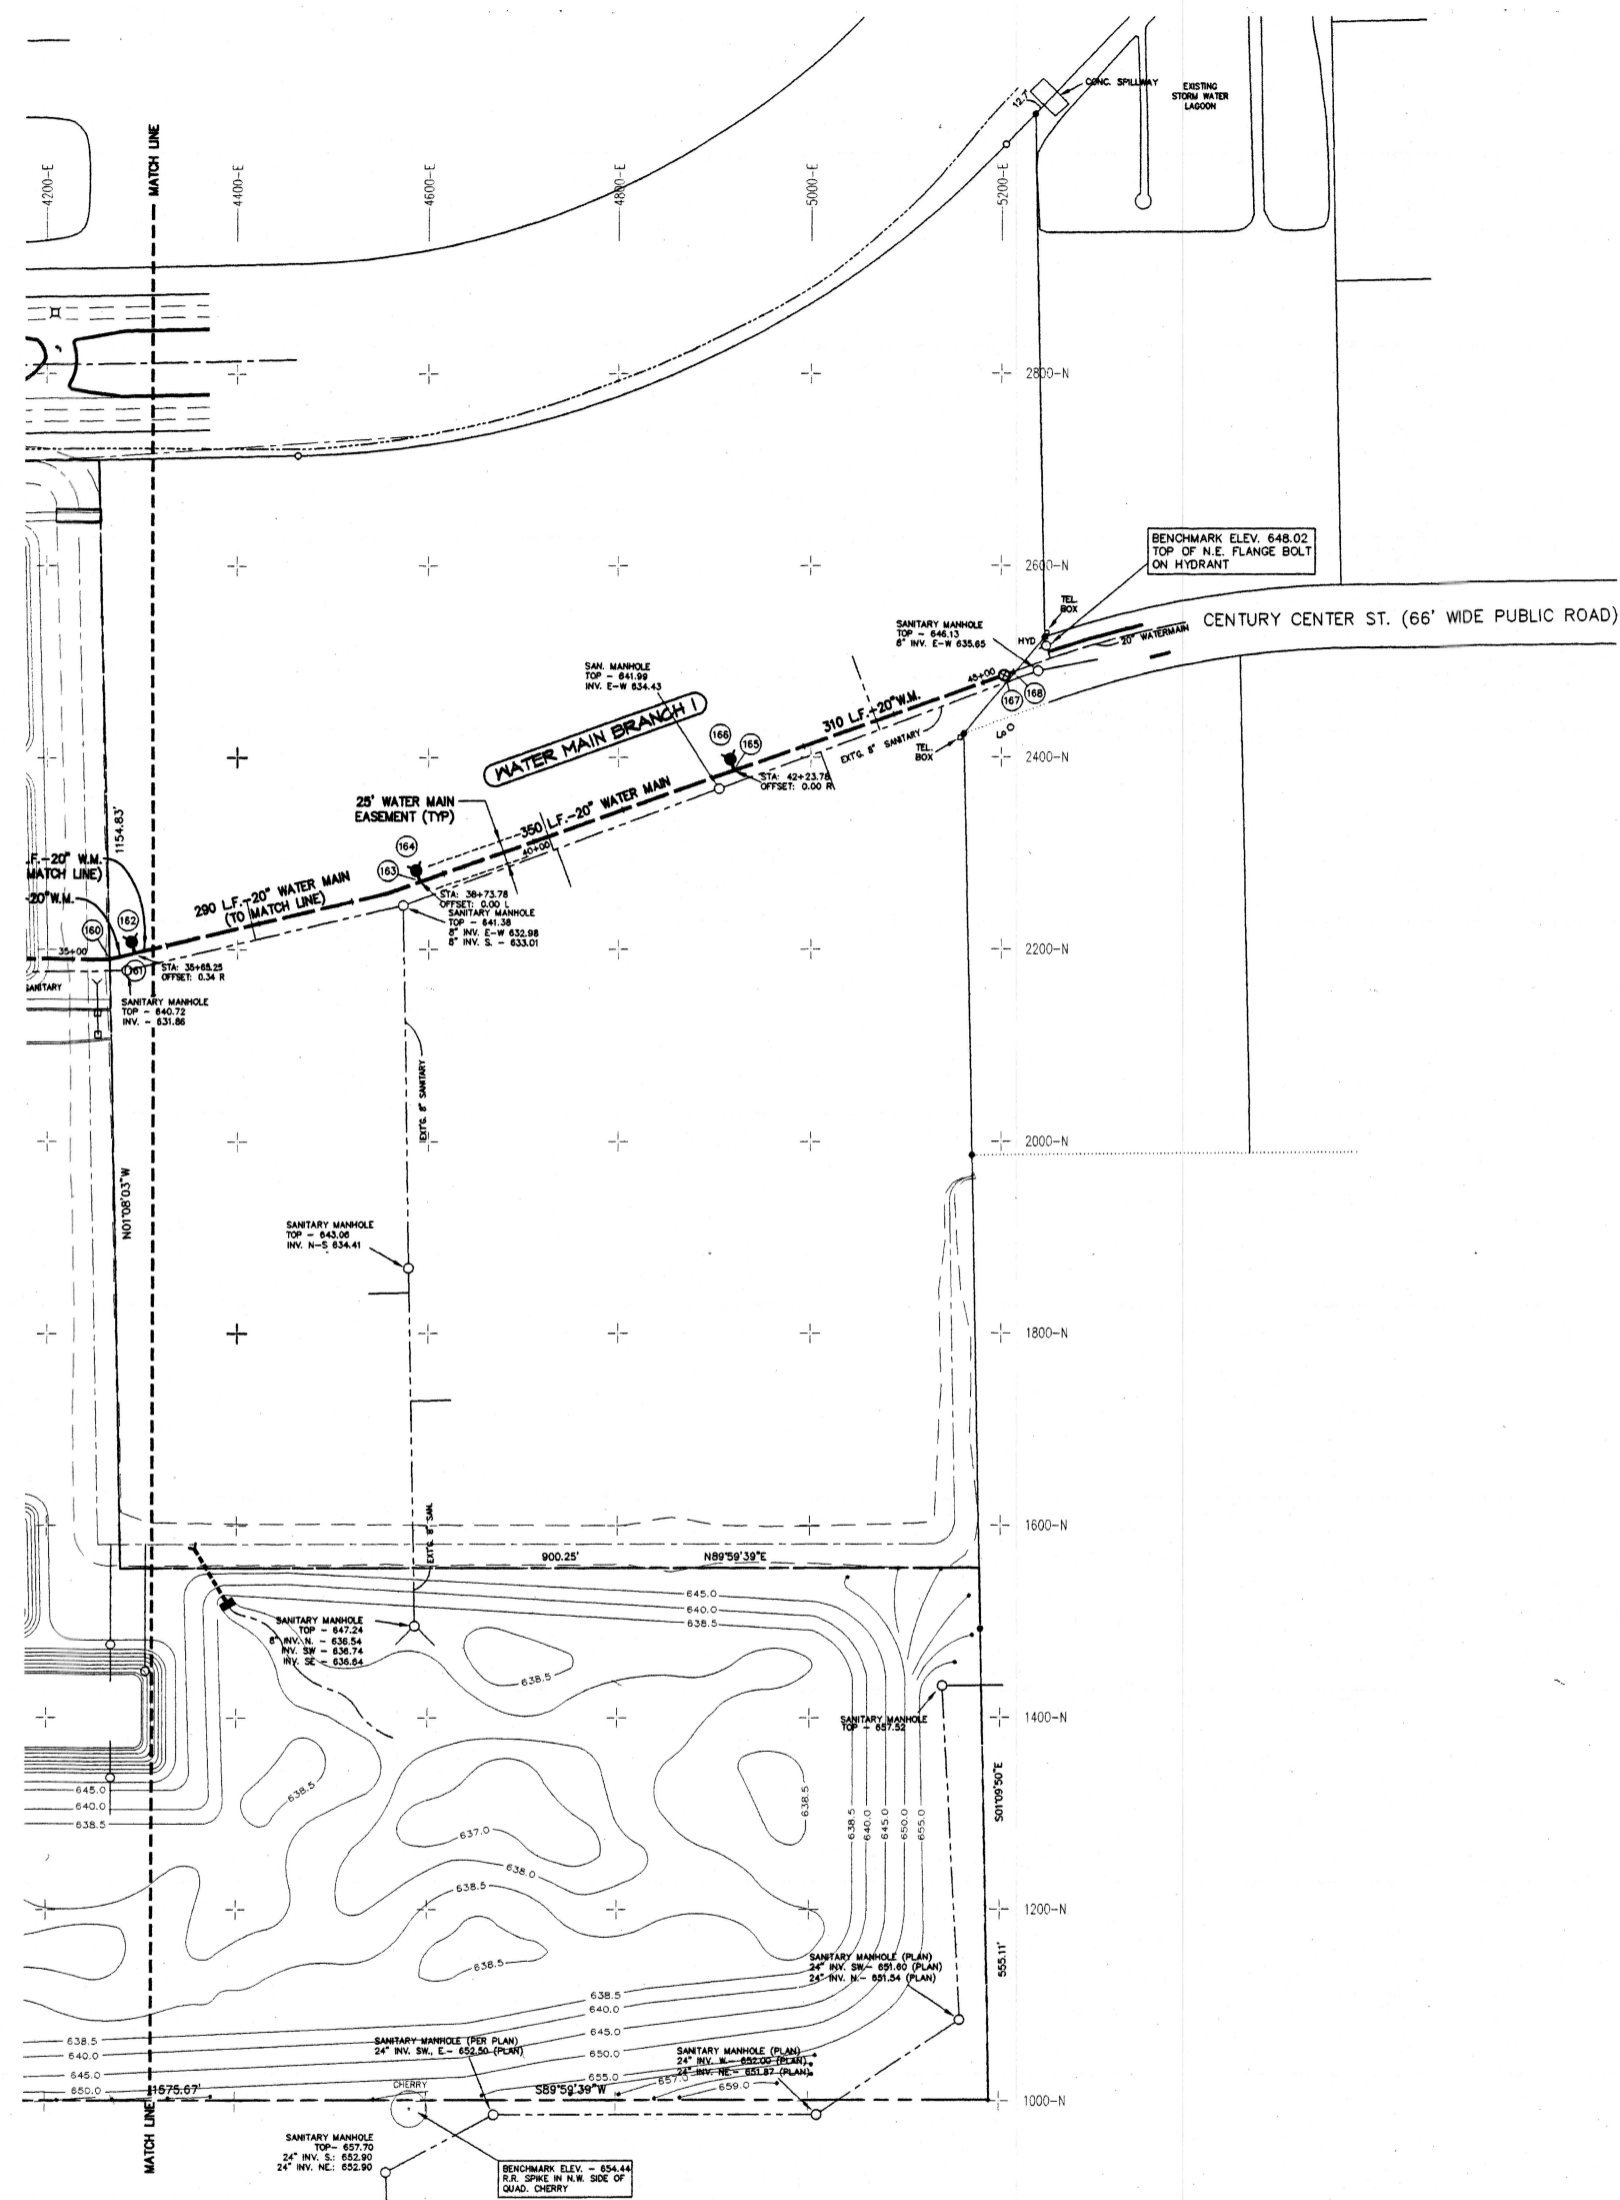 CONC. SPILLWAY
EXISTING
STORM WATER
LAGOON
12.7'
MATCH LINE
4200-E
4400-E
4600-E
4800-E
5000-E
5200-E
2800-N
BENCHMARK ELEV. 648.02
TOP OF N.E. FLANGE BOLT
ON HYDRANT
2600-N
TEL.
BOX
CENTURY CENTER ST. (66' WIDE PUBLIC ROAD)
SANITARY MANHOLE
TOP - 646.13
8" INV. E-W 635.65
HYD
20" WATERMAIN
SAN. MANHOLE
TOP - 641.99
INV. E-W 634.43
45+00
167
168
WATER MAIN BRANCH 1
310 L.F.-20"W.M.
EXT'G. 8" SANITARY
166
165
TEL.
BOX
LP
2400-N
STA: 42+23.78
OFFSET: 0.00 R
25' WATER MAIN
EASEMENT (TYP)
350 L.F.-20" WATER MAIN
40+00
1154.83'
164
163
.F.-20" W.M.
MATCH LINE)
-20"W.M.
290 L.F.-20" WATER MAIN
(TO MATCH LINE)
STA: 38+73.78
OFFSET: 0.00 L
SANITARY MANHOLE
TOP - 641.38
8" INV. E-W 632.98
8" INV. S. - 633.01
160
162
35+00
161
STA: 35+65.25
OFFSET: 0.34 R
2200-N
SANITARY
SANITARY MANHOLE
TOP - 640.72
INV. - 631.86
EXT'G. 8" SANITARY
2000-N
N01°08'03"W
SANITARY MANHOLE
TOP - 643.06
INV. N-S 634.41
1800-N
1600-N
EXT'G. 8" SAN.
900.25'
N89°59'39"E
645.0
640.0
638.5
SANITARY MANHOLE
TOP - 647.24
8" INV. N. - 636.54
INV. SW - 636.74
INV. SE - 636.64
638.5
SANITARY MANHOLE
TOP - 657.52
1400-N
645.0
640.0
638.5
638.5
638.5
638.5
640.0
645.0
650.0
655.0
S01°09'50"E
637.0
638.0
638.5
1200-N
638.5
SANITARY MANHOLE (PLAN)
24" INV. SW.- 651.60 (PLAN)
24" INV. N.- 651.54 (PLAN)
555.11'
638.5
640.0
645.0
650.0
655.0
657.0
659.0
638.5
640.0
645.0
650.0
SANITARY MANHOLE (PER PLAN)
24" INV. SW., E.- 652.50 (PLAN)
SANITARY MANHOLE (PLAN)
24" INV. W.- 652.00 (PLAN)
24" INV. NE.- 651.87 (PLAN)
1575.67'
CHERRY
S89°59'39"W
1000-N
MATCH LINE
SANITARY MANHOLE
TOP- 657.70
24" INV. S.: 652.90
24" INV. NE.: 652.90
BENCHMARK ELEV. - 654.44
R.R. SPIKE IN N.W. SIDE OF
QUAD. CHERRY